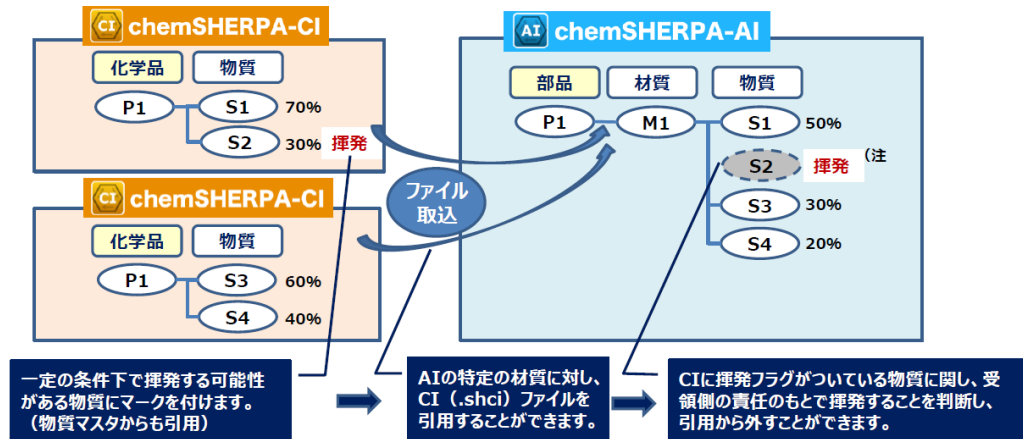 CI chemSHERPA-CI
化学品 物質
P1 S1 70%
S2 30% 揮発
CI chemSHERPA-CI
化学品 物質
P1 S3 60%
S4 40%
ファイル
取込
AI chemSHERPA-AI
部品 材質 物質
P1 M1 S1 50%
S2 揮発 (注
S3 30%
S4 20%
一定の条件下で揮発する可能性
がある物質にマークを付けます。
（物質マスタからも引用）
AIの特定の材質に対し、
CI（.shci）ファイルを
引用することができます。
CIに揮発フラグがついている物質に関し、受
領側の責任のもとで揮発することを判断し、
引用から外すことができます。